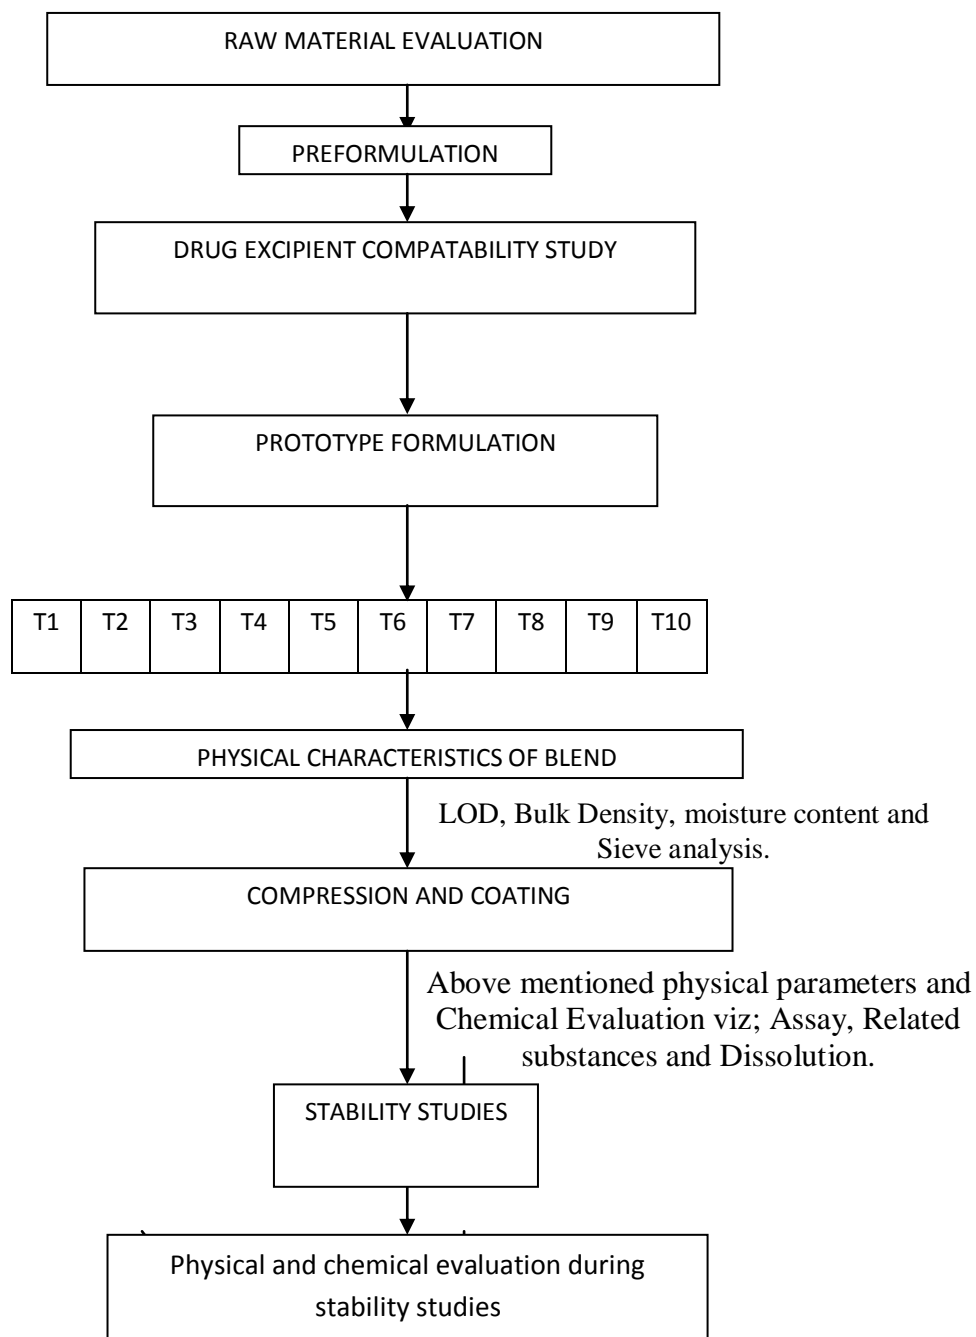 RAW MATERIAL EVALUATION
PREFORMULATION
DRUG EXCIPIENT COMPATABILITY STUDY
PROTOTYPE FORMULATION
T1 T2 T3 T4 T5 T6 T7 T8 T9 T10
PHYSICAL CHARACTERISTICS OF BLEND
LOD, Bulk Density, moisture content and
Sieve analysis.
COMPRESSION AND COATING
Above mentioned physical parameters and
Chemical Evaluation viz; Assay, Related
substances and Dissolution.
STABILITY STUDIES
Physical and chemical evaluation during
stability studies